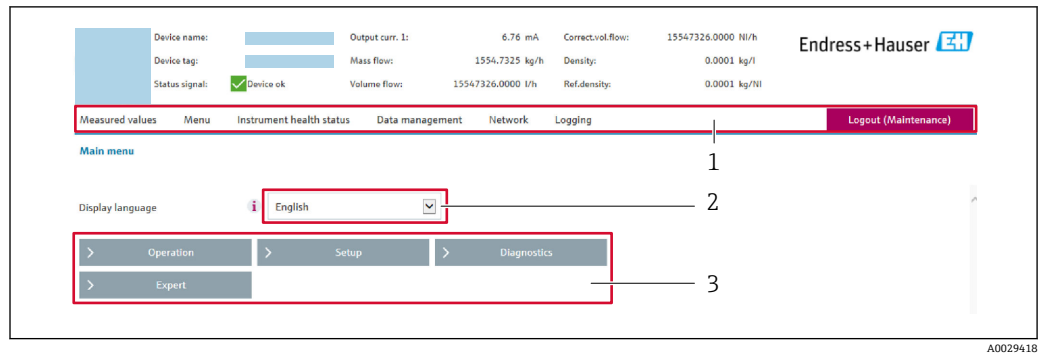 Device name: Output curr. 1: 6.76 mA Correct.vol.flow: 15547326.0000 Nl/h
Endress+Hauser EH
Device tag: Mass flow: 1554.7325 kg/h Density: 0.0001 kg/l
Status signal: Device ok Volume flow: 15547326.0000 l/h Ref.density: 0.0001 kg/Nl
Measured values Menu Instrument health status Data management Network Logging Logout (Maintenance)
1
Main menu
Display language i English 2
> Operation > Setup > Diagnostics
> Expert 3
A0029418